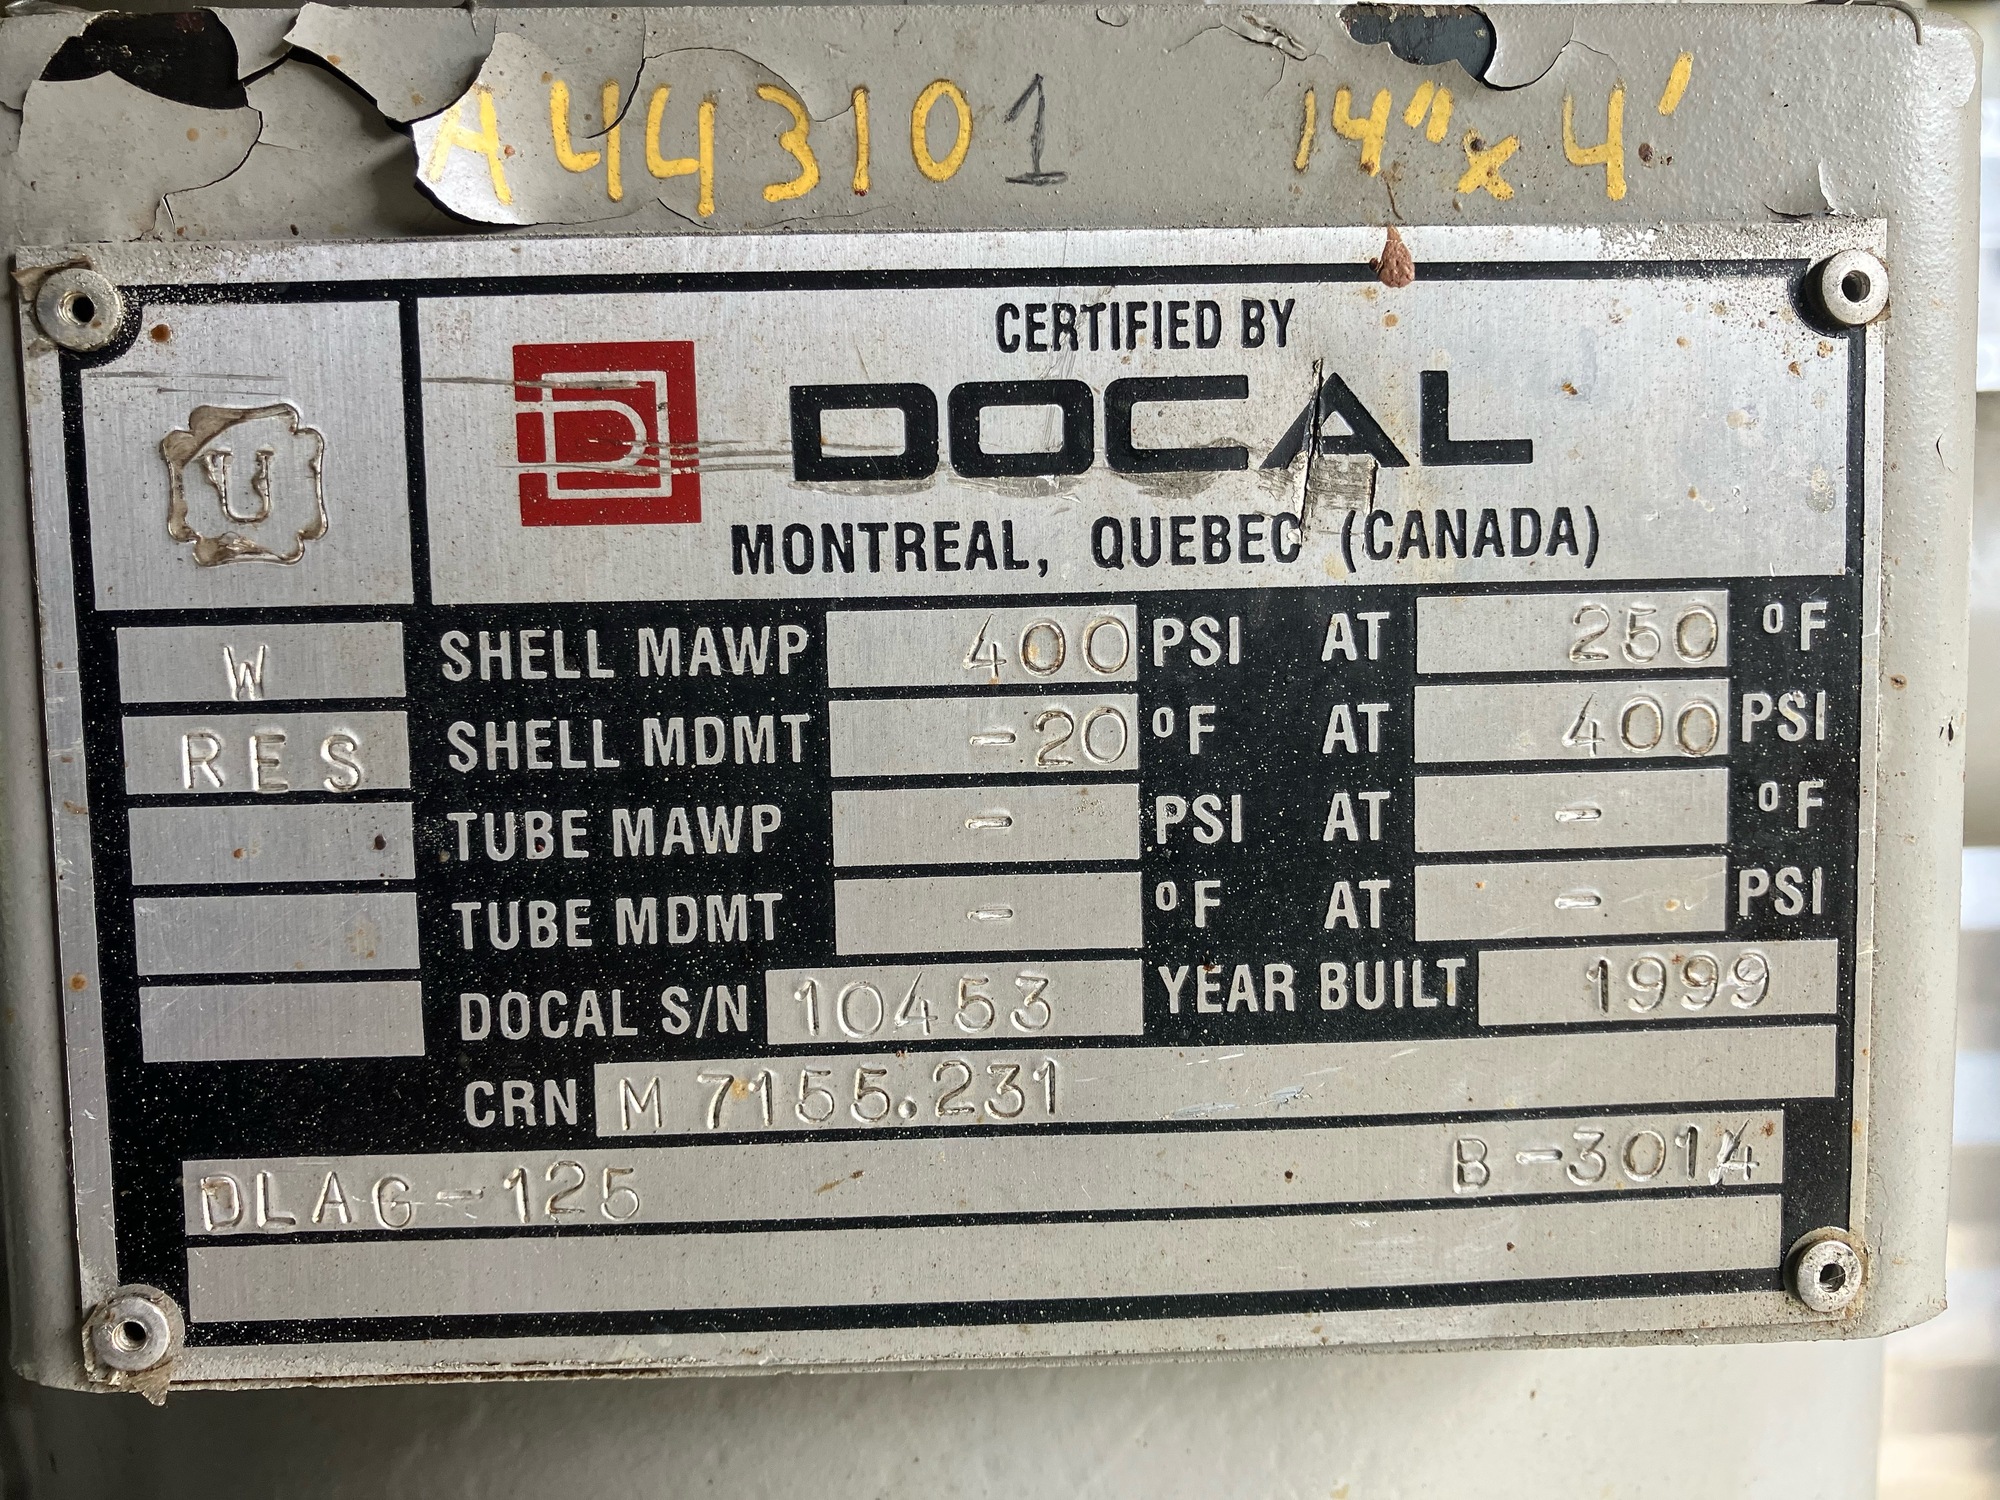 A443101 14" x 4'
CERTIFIED BY
DOCAL
MONTREAL, QUEBEC (CANADA)
U
W
RES
SHELL MAWP 400 PSI AT 250 °F
SHELL MDMT -20 °F AT 400 PSI
TUBE MAWP - PSI AT - °F
TUBE MDMT - °F AT - PSI
DOCAL S/N 10453 YEAR BUILT 1999
CRN M 7155.231
DLAG-125 B-3014